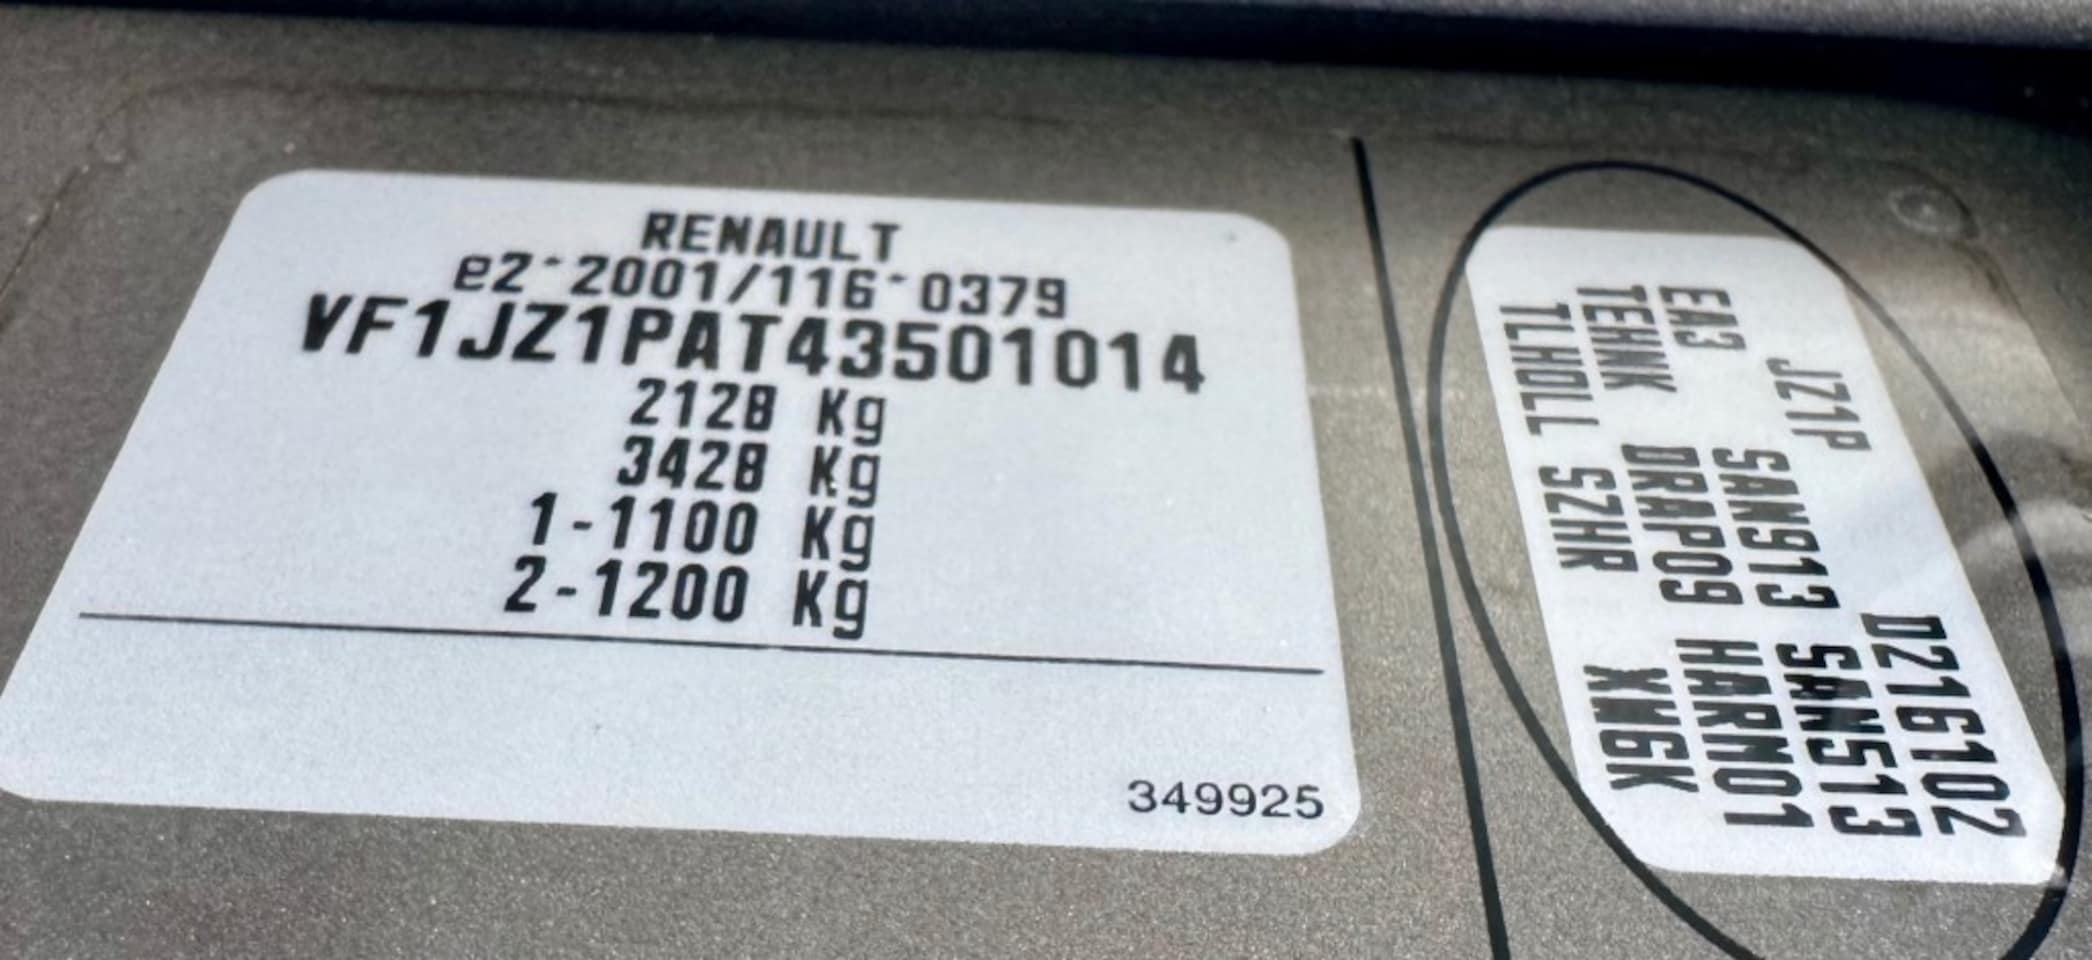 RENAULT
e2*2001/116*0379
VF1JZ1PAT43501014
2128 Kg
3428 Kg
1-1100 Kg
2-1200 Kg
349925
JZ1P D216102
EA3 SAN913 SAN513
TEHNK DRAP09 HARM01
TLHOLL SZHR XW6K